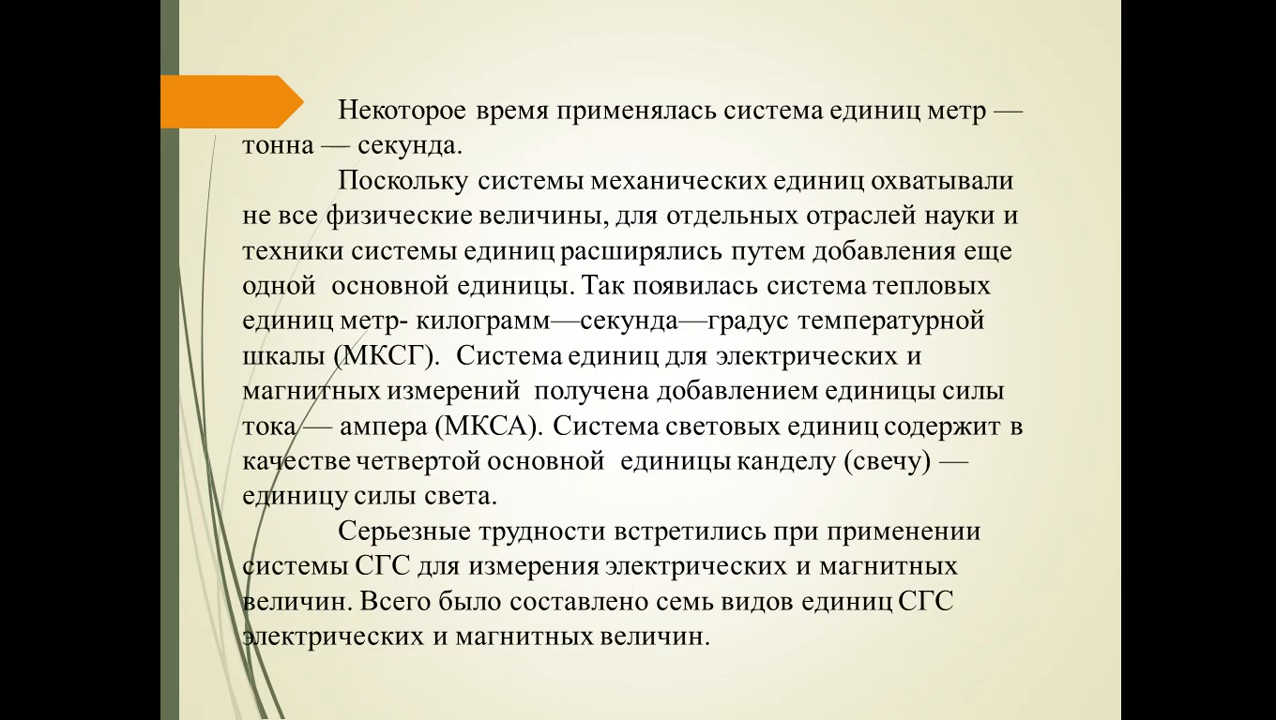 Некоторое время применялась система единиц метр —
тонна — секунда.
Поскольку системы механических единиц охватывали
не все физические величины, для отдельных отраслей науки и
техники системы единиц расширялись путем добавления еще
одной основной единицы. Так появилась система тепловых
единиц метр- килограмм—секунда—градус температурной
шкалы (МКСГ). Система единиц для электрических и
магнитных измерений получена добавлением единицы силы
тока — ампера (МКСА). Система световых единиц содержит в
качестве четвертой основной единицы канделу (свечу) —
единицу силы света.
Серьезные трудности встретились при применении
системы СГС для измерения электрических и магнитных
величин. Всего было составлено семь видов единиц СГС
электрических и магнитных величин.